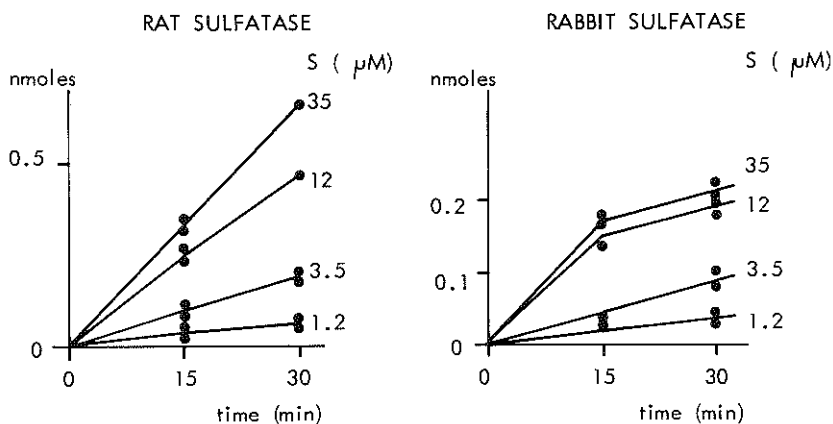 RAT SULFATASE
S ( µM)
nmoles
35
0.5
12
3.5
1.2
0
0
15
30
time (min)
RABBIT SULFATASE
S ( µM)
nmoles
35
0.2
12
0.1
3.5
1.2
0
0
15
30
time (min)